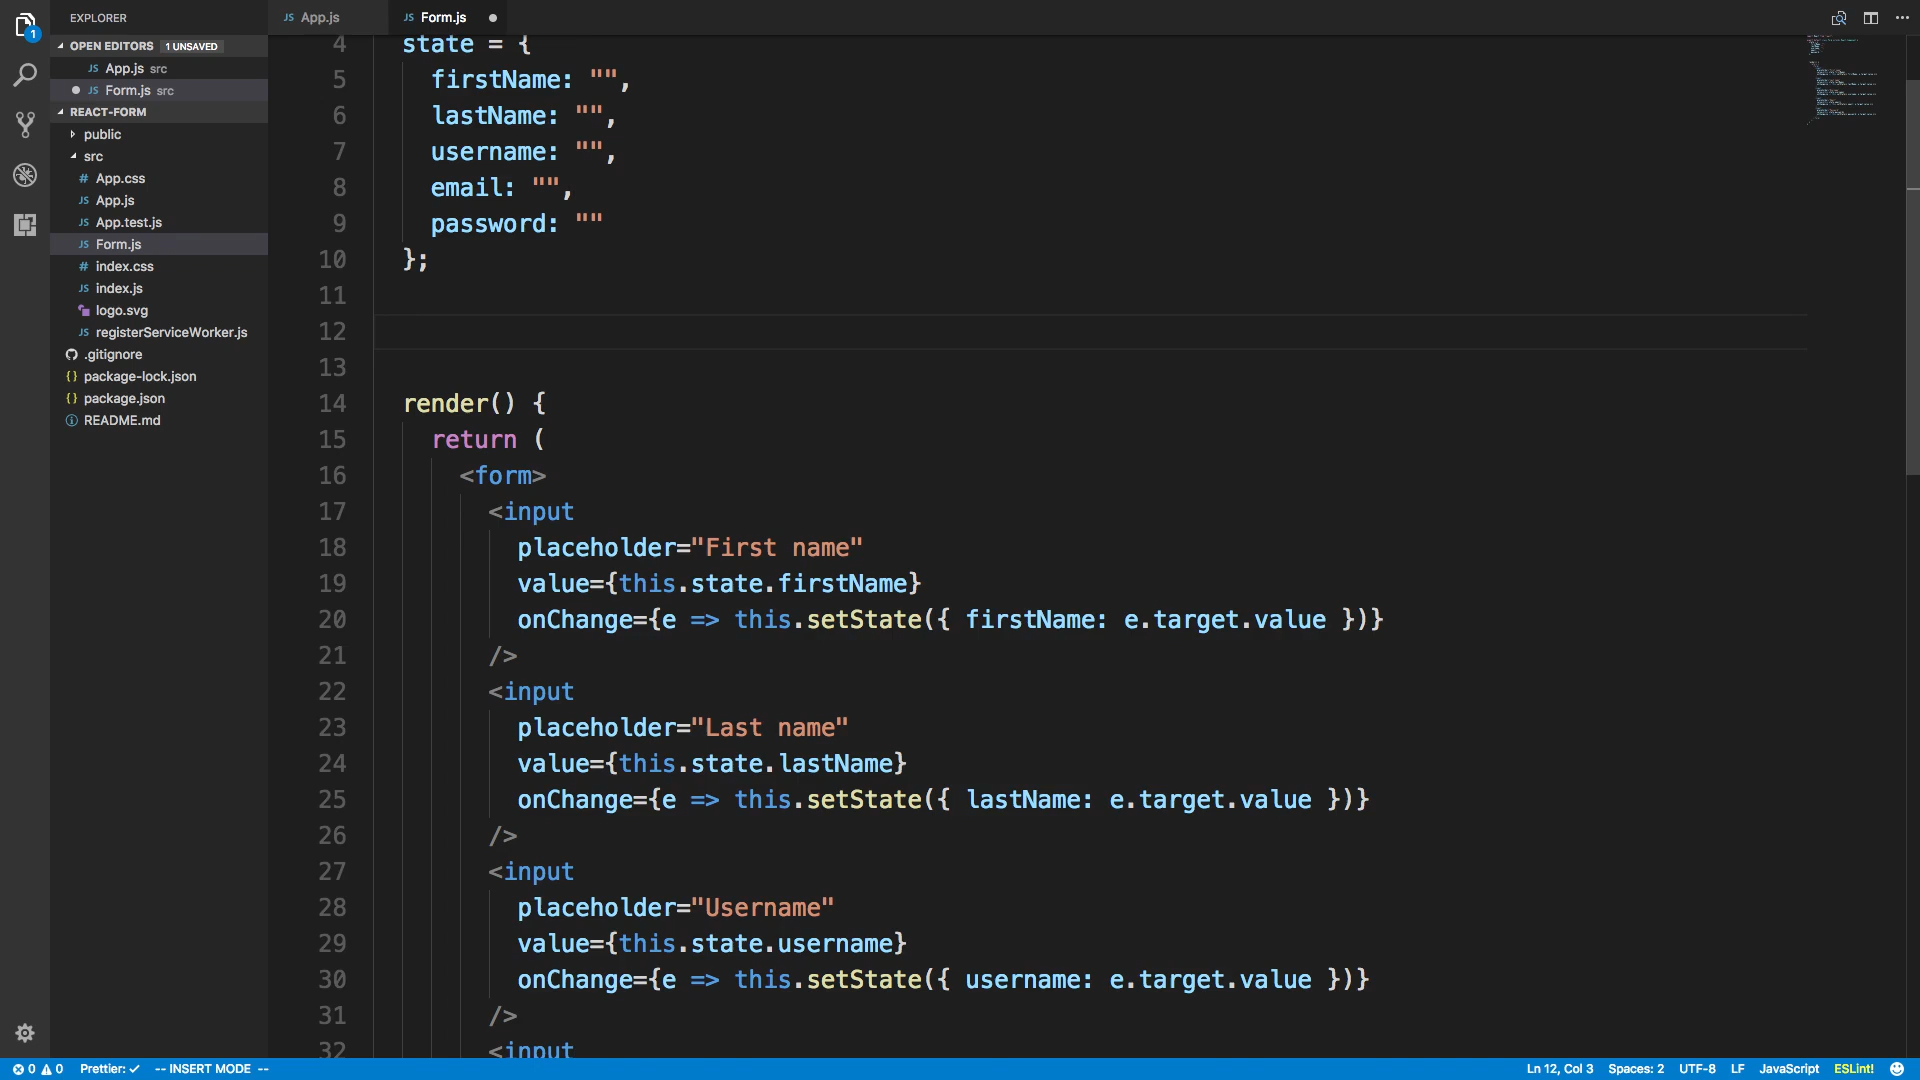 EXPLORER
OPEN EDITORS 1 UNSAVED
JS App.js src
JS Form.js src
REACT-FORM
public
src
# App.css
JS App.js
JS App.test.js
JS Form.js
# index.css
JS index.js
logo.svg
JS registerServiceWorker.js
.gitignore
{} package-lock.json
{} package.json
README.md
1
JS App.js
JS Form.js
4 state = {
5 firstName: "",
6 lastName: "",
7 username: "",
8 email: "",
9 password: ""
10 };
11
12
13
14 render() {
15 return (
16 <form>
17 <input
18 placeholder="First name"
19 value={this.state.firstName}
20 onChange={e => this.setState({ firstName: e.target.value })}
21 />
22 <input
23 placeholder="Last name"
24 value={this.state.lastName}
25 onChange={e => this.setState({ lastName: e.target.value })}
26 />
27 <input
28 placeholder="Username"
29 value={this.state.username}
30 onChange={e => this.setState({ username: e.target.value })}
31 />
32 <input
0 0 Prettier: ✓ -- INSERT MODE -- Ln 12, Col 3 Spaces: 2 UTF-8 LF JavaScript ESLint!